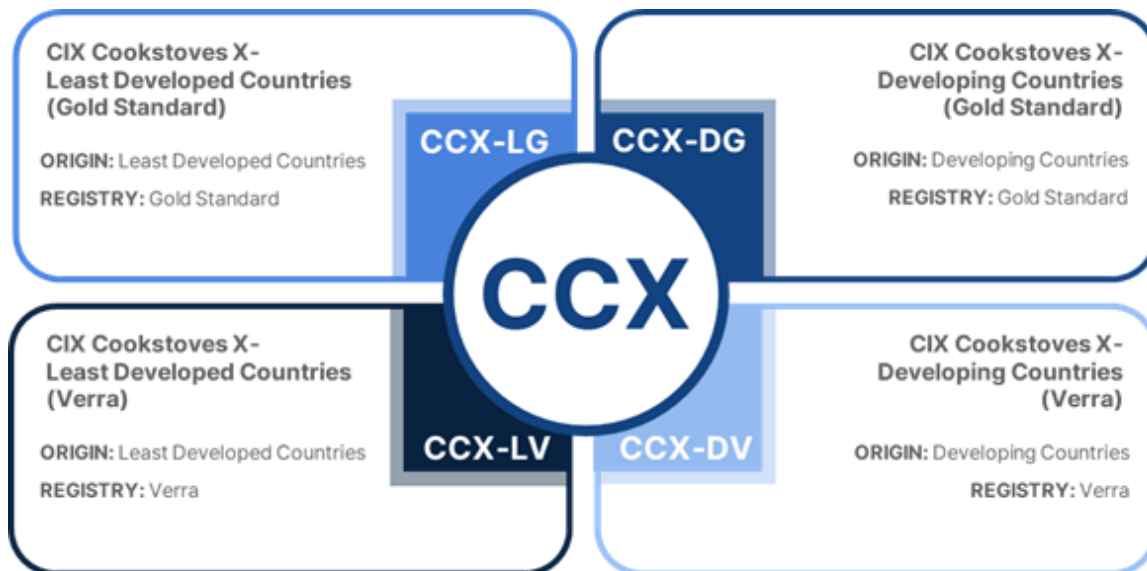 CIX Cookstoves X-
Least Developed Countries
(Gold Standard)
ORIGIN: Least Developed Countries
REGISTRY: Gold Standard
CCX-LG
CIX Cookstoves X-
Developing Countries
(Gold Standard)
ORIGIN: Developing Countries
REGISTRY: Gold Standard
CCX-DG
CCX
CIX Cookstoves X-
Least Developed Countries
(Verra)
ORIGIN: Least Developed Countries
REGISTRY: Verra
CCX-LV
CIX Cookstoves X-
Developing Countries
(Verra)
ORIGIN: Developing Countries
REGISTRY: Verra
CCX-DV